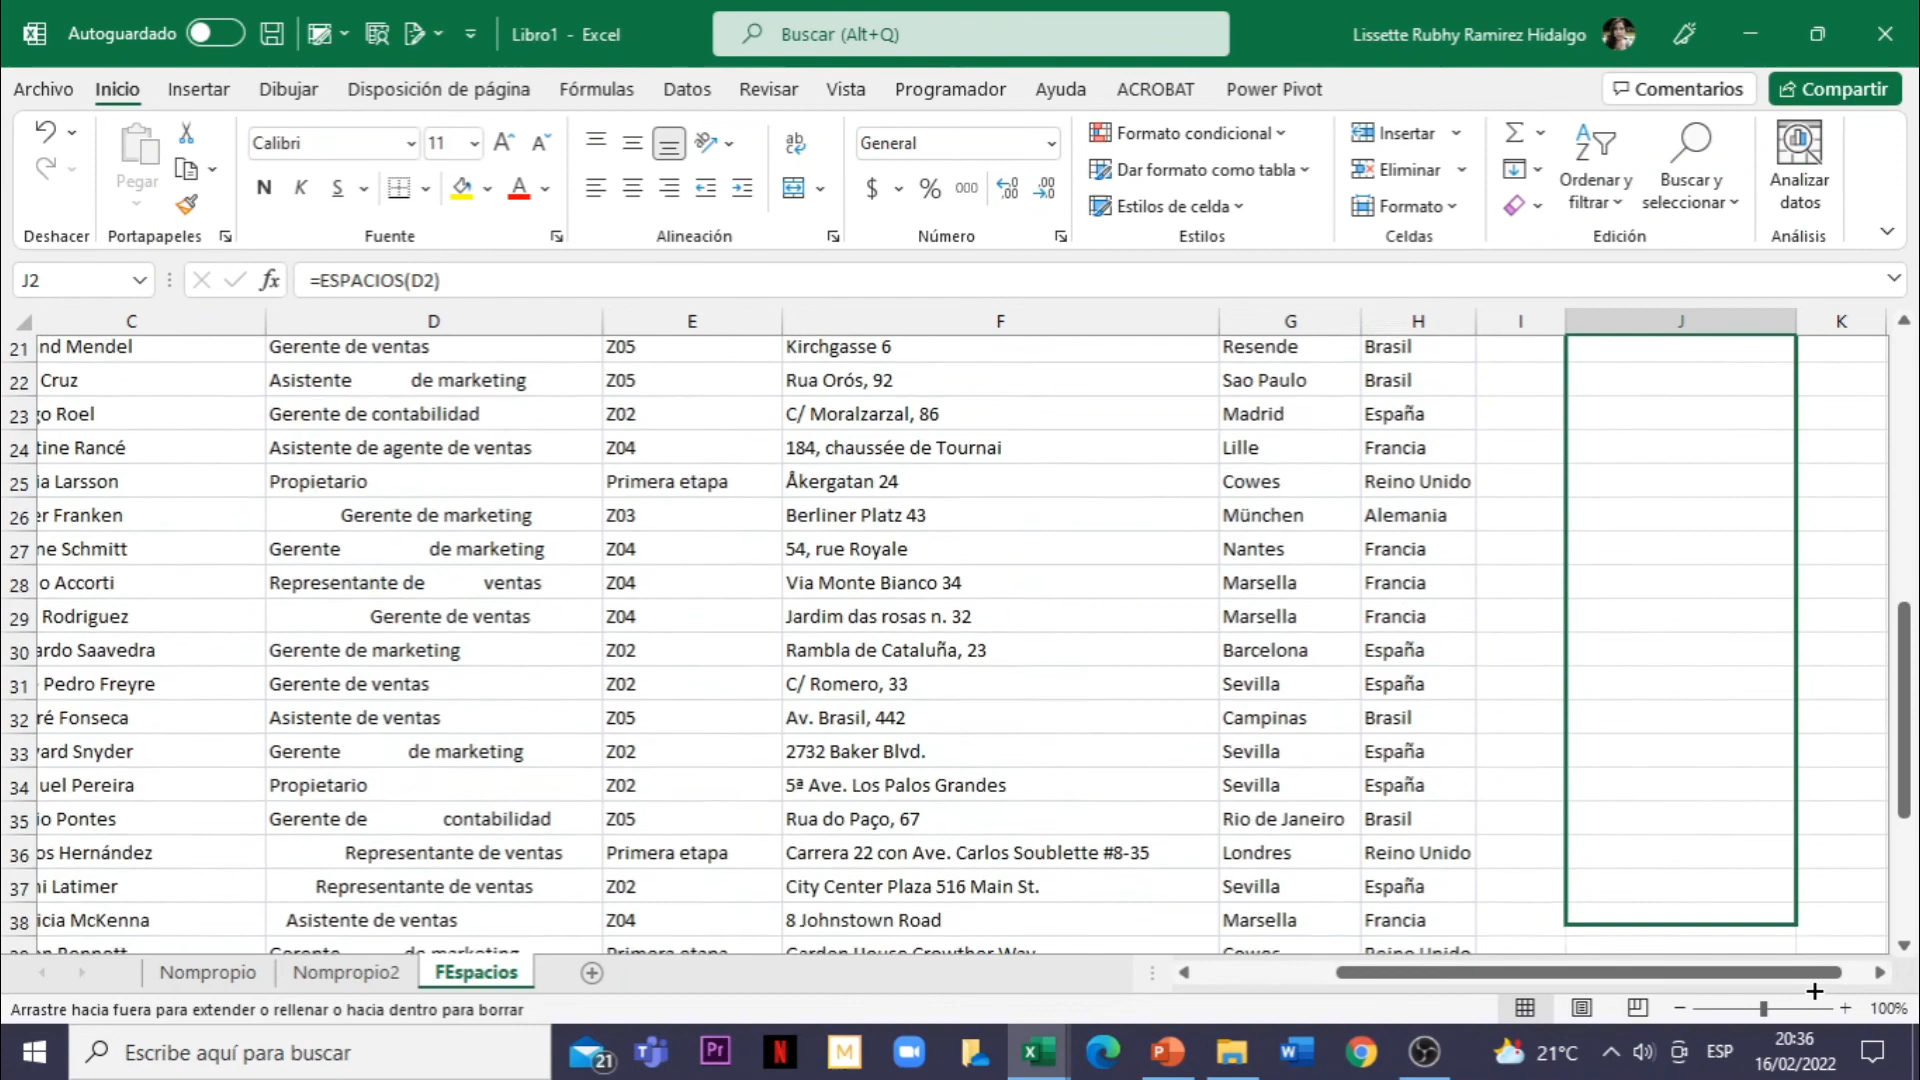 Autoguardado Libro1 - Excel Buscar (Alt+Q) Lissette Rubhy Ramirez Hidalgo
Archivo Inicio Insertar Dibujar Disposición de página Fórmulas Datos Revisar Vista Programador Ayuda ACROBAT Power Pivot Comentarios Compartir
Calibri 11 General Formato condicional Insertar
Pegar Dar formato como tabla Eliminar Ordenar y Buscar y Analizar
N K S $ % 000 Estilos de celda Formato filtrar seleccionar datos
Deshacer Portapapeles Fuente Alineación Número Estilos Celdas Edición Análisis
J2 fx =ESPACIOS(D2)
C D E F G H I J K
21 nd Mendel Gerente de ventas Z05 Kirchgasse 6 Resende Brasil
22 Cruz Asistente de marketing Z05 Rua Orós, 92 Sao Paulo Brasil
23 go Roel Gerente de contabilidad Z02 C/ Moralzarzal, 86 Madrid España
24 tine Rancé Asistente de agente de ventas Z04 184, chaussée de Tournai Lille Francia
25 ia Larsson Propietario Primera etapa Åkergatan 24 Cowes Reino Unido
26 er Franken Gerente de marketing Z03 Berliner Platz 43 München Alemania
27 ne Schmitt Gerente de marketing Z04 54, rue Royale Nantes Francia
28 o Accorti Representante de ventas Z04 Via Monte Bianco 34 Marsella Francia
29 Rodriguez Gerente de ventas Z04 Jardim das rosas n. 32 Marsella Francia
30 ardo Saavedra Gerente de marketing Z02 Rambla de Cataluña, 23 Barcelona España
31 Pedro Freyre Gerente de ventas Z02 C/ Romero, 33 Sevilla España
32 ré Fonseca Asistente de ventas Z05 Av. Brasil, 442 Campinas Brasil
33 vard Snyder Gerente de marketing Z02 2732 Baker Blvd. Sevilla España
34 uel Pereira Propietario Z02 5ª Ave. Los Palos Grandes Sevilla España
35 io Pontes Gerente de contabilidad Z05 Rua do Paço, 67 Rio de Janeiro Brasil
36 os Hernández Representante de ventas Primera etapa Carrera 22 con Ave. Carlos Soublette #8-35 Londres Reino Unido
37 ni Latimer Representante de ventas Z02 City Center Plaza 516 Main St. Sevilla España
38 icia McKenna Asistente de ventas Z04 8 Johnstown Road Marsella Francia
Nompropio Nompropio2 FEspacios
Arrastre hacia fuera para extender o rellenar o hacia dentro para borrar 100%
Escribe aquí para buscar 21 21°C ESP 20:36
16/02/2022